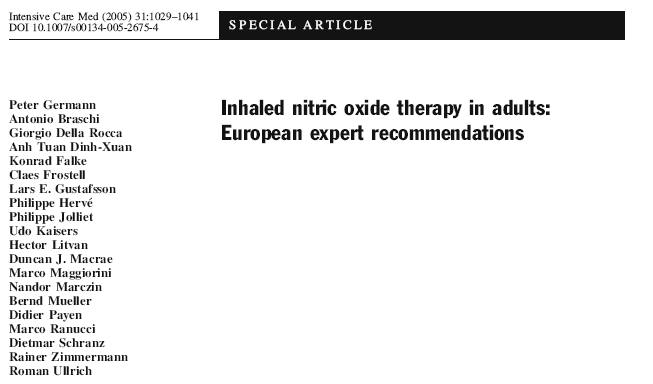 Intensive Care Med (2005) 31:1029–1041
DOI 10.1007/s00134-005-2675-4
SPECIAL ARTICLE
Peter Germann
Antonio Braschi
Giorgio Della Rocca
Anh Tuan Dinh-Xuan
Konrad Falke
Claes Frostell
Lars E. Gustafsson
Philippe Hervé
Philippe Jolliet
Udo Kaisers
Hector Litvan
Duncan J. Macrae
Marco Maggiorini
Nandor Marczin
Bernd Mueller
Didier Payen
Marco Ranucci
Dietmar Schranz
Rainer Zimmermann
Roman Ullrich
Inhaled nitric oxide therapy in adults:
European expert recommendations